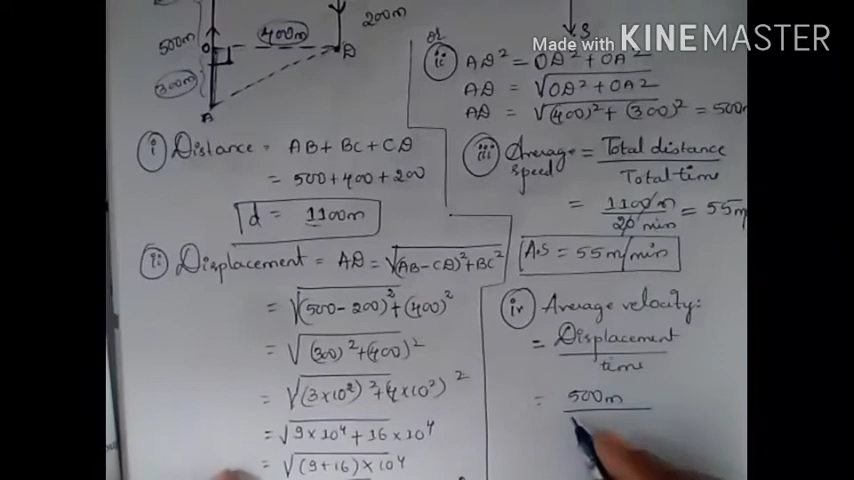 500m
400m
200m
O
D
300m
A
S
Made with KINEMASTER
(i) Distance = AB + BC + CD
= 500 + 400 + 200
d = 1100m
(ii) Displacement = AD = √(AB-CD)²+BC²
= √(500-200)²+(400)²
= √(300)²+(400)²
= √(3×10²)²+(4×10²)²
= √9×10⁴+16×10⁴
= √(9+16)×10⁴
or
(ii) AD² = OD² + OA²
AD = √OD² + OA²
AD = √(400)² + (300)² = 500m
(iii) Average speed = Total distance
Total time
= 1100m
20 min
= 55m
A.S = 55m/min
(iv) Average velocity:
= Displacement
time
= 500m